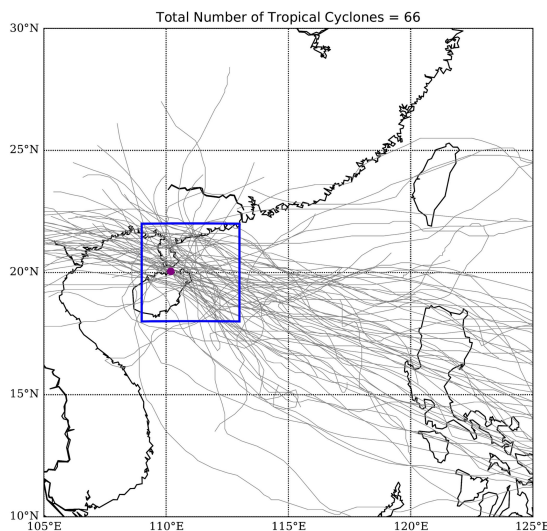 Total Number of Tropical Cyclones = 66
30°N
25°N
20°N
15°N
10°N
105°E 110°E 115°E 120°E 125°E